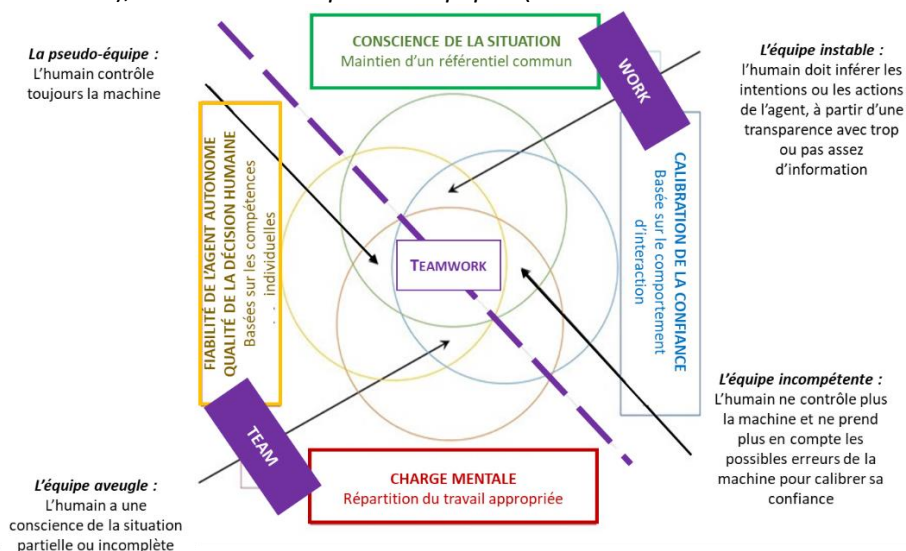 CONSCIENCE DE LA SITUATION
Maintien d'un référentiel commun
WORK
La pseudo-équipe :
L'humain contrôle
toujours la machine
L'équipe instable :
l'humain doit inférer les
intentions ou les actions
de l'agent, à partir d'une
transparence avec trop
ou pas assez
d'information
FIABILITÉ DE L'AGENT AUTONOME
QUALITÉ DE LA DÉCISION HUMAINE
Basées sur les compétences
individuelles
CALIBRATION DE LA CONFIANCE
Basée sur le comportement
d'interaction
TEAMWORK
TEAM
L'équipe incompétente :
L'humain ne contrôle plus
la machine et ne prend
plus en compte les
possibles erreurs de la
machine pour calibrer sa
confiance
CHARGE MENTALE
Répartition du travail appropriée
L'équipe aveugle :
L'humain a une
conscience de la situation
partielle ou incomplète